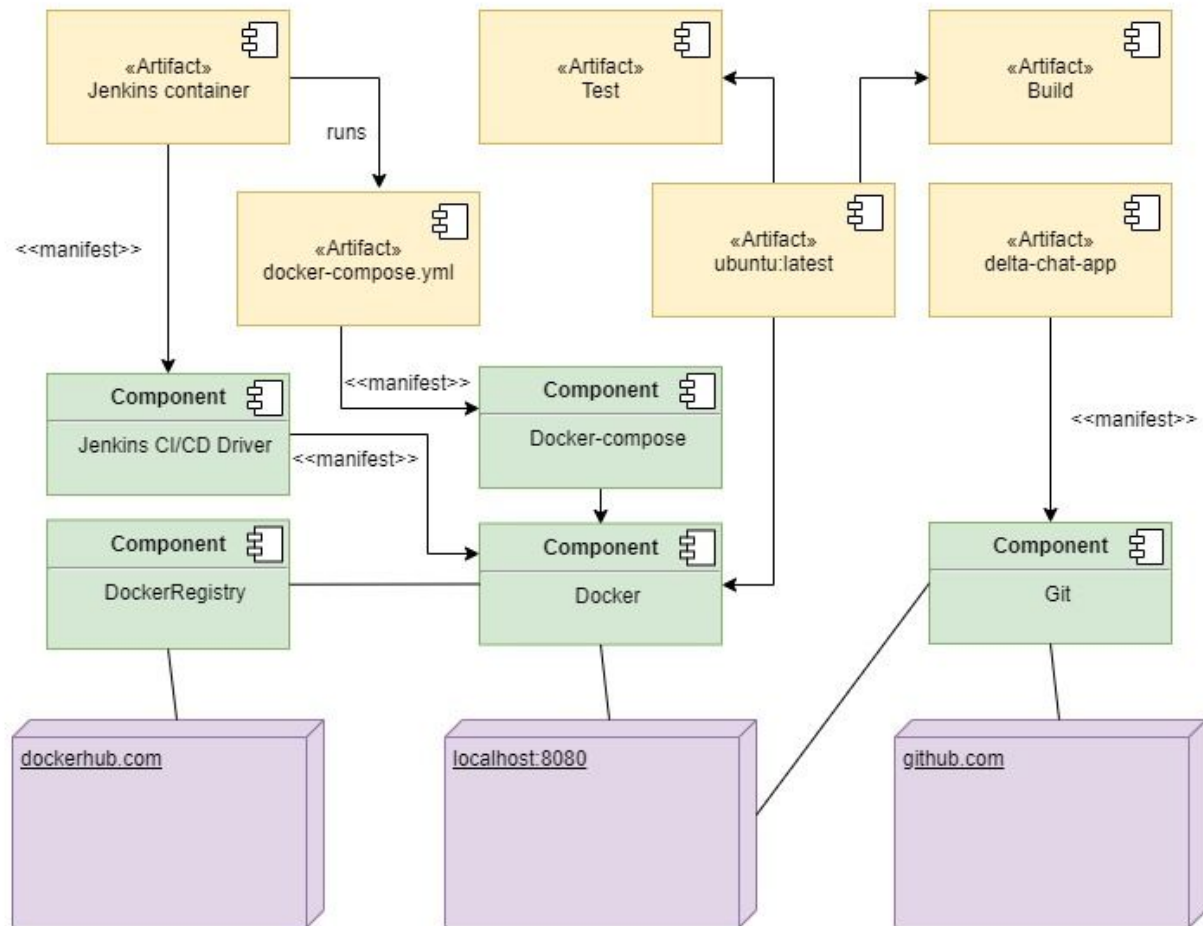 «Artifact»
Jenkins container
«Artifact»
Test
«Artifact»
Build
runs
«Artifact»
docker-compose.yml
«Artifact»
ubuntu:latest
«Artifact»
delta-chat-app
<<manifest>>
<<manifest>>
<<manifest>>
<<manifest>>
Component
Jenkins CI/CD Driver
Component
Docker-compose
Component
DockerRegistry
Component
Docker
Component
Git
dockerhub.com
localhost:8080
github.com